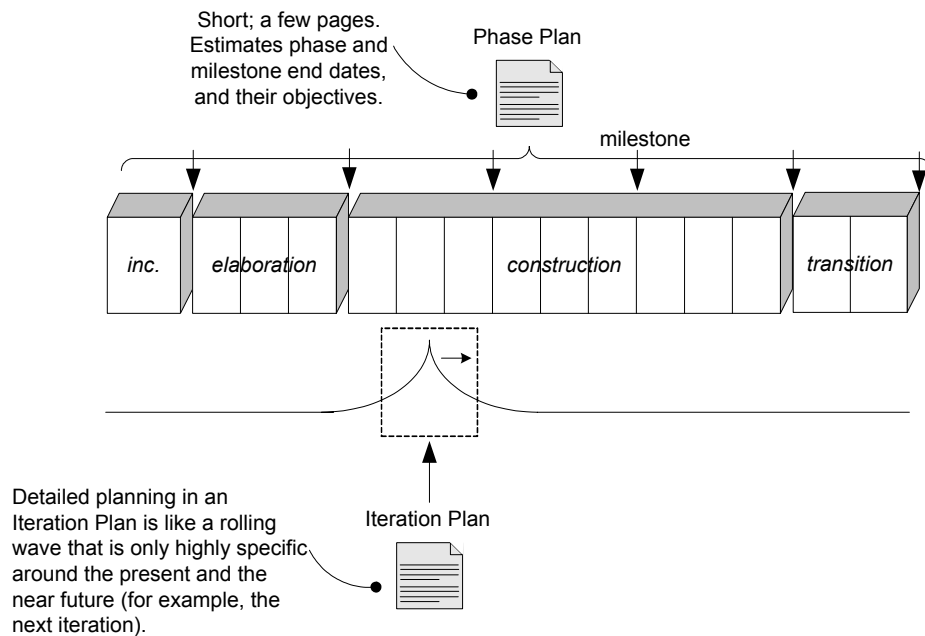 Short; a few pages.
Estimates phase and
milestone end dates,
and their objectives.
Phase Plan
milestone
inc.
elaboration
construction
transition
Detailed planning in an
Iteration Plan is like a rolling
wave that is only highly specific
around the present and the
near future (for example, the
next iteration).
Iteration Plan